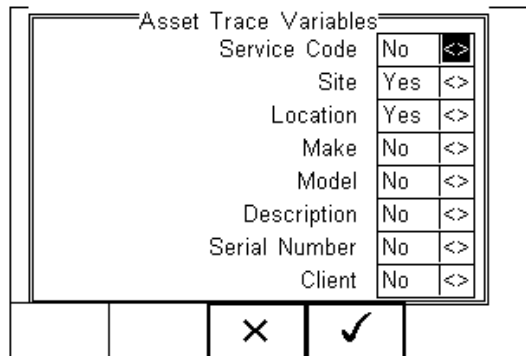 Asset Trace Variables
Service Code No <>
Site Yes <>
Location Yes <>
Make No <>
Model No <>
Description No <>
Serial Number No <>
Client No <>